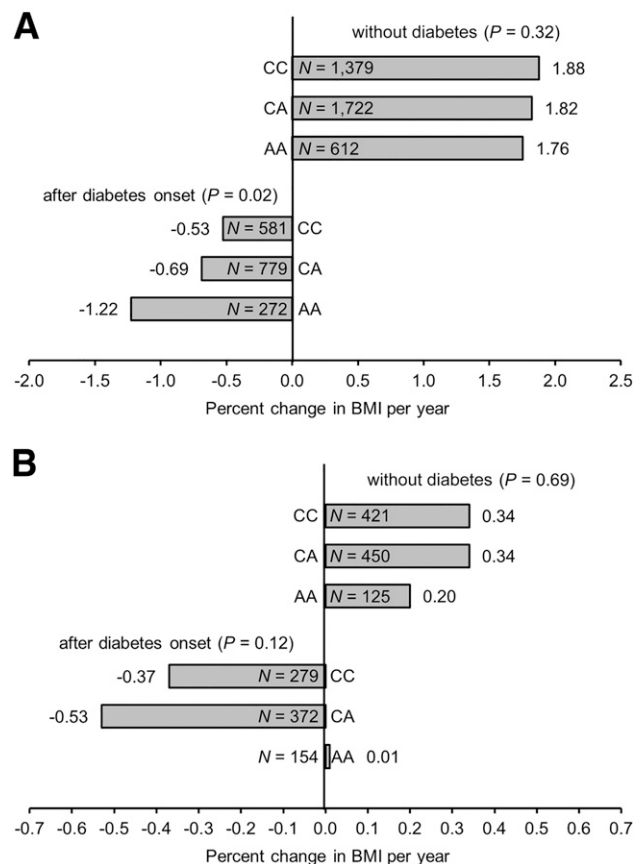 A
without diabetes (P = 0.32)
CC N = 1,379 1.88
CA N = 1,722 1.82
AA N = 612 1.76
after diabetes onset (P = 0.02)
-0.53 N = 581 CC
-0.69 N = 779 CA
-1.22 N = 272 AA
-2.0 -1.5 -1.0 -0.5 0.0 0.5 1.0 1.5 2.0 2.5
Percent change in BMI per year
B
without diabetes (P = 0.69)
CC N = 421 0.34
CA N = 450 0.34
AA N = 125 0.20
after diabetes onset (P = 0.12)
-0.37 N = 279 CC
-0.53 N = 372 CA
N = 154 AA 0.01
-0.7 -0.6 -0.5 -0.4 -0.3 -0.2 -0.1 0.0 0.1 0.2 0.3 0.4 0.5 0.6 0.7
Percent change in BMI per year